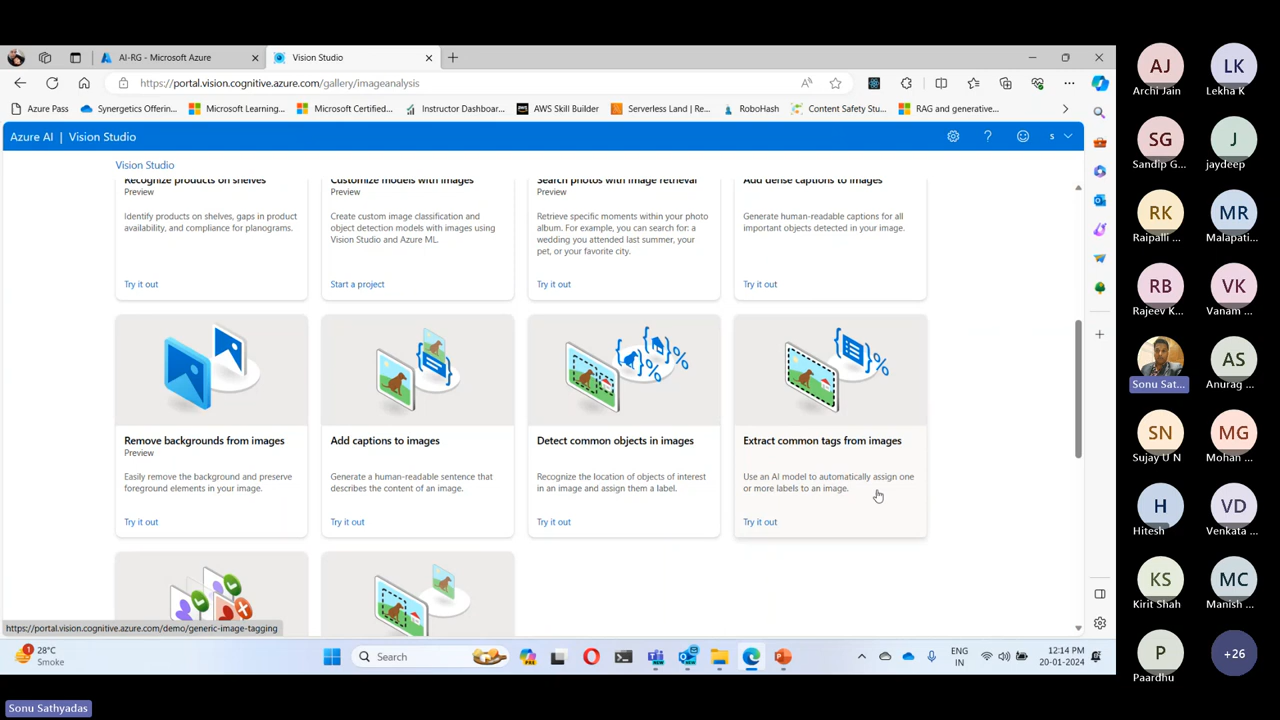 AI-RG - Microsoft Azure
Vision Studio
https://portal.vision.cognitive.azure.com/gallery/imageanalysis
Azure Pass
Synergetics Offerin...
Microsoft Learning...
Microsoft Certified...
Instructor Dashboar...
AWS Skill Builder
Serverless Land | Re...
RoboHash
Content Safety Stu...
RAG and generative...
Azure AI | Vision Studio
s
Vision Studio
Recognize products on shelves
Preview
Identify products on shelves, gaps in product
availability, and compliance for planograms.
Try it out
Customize models with images
Preview
Create custom image classification and
object detection models with images using
Vision Studio and Azure ML.
Start a project
Search photos with image retrieval
Preview
Retrieve specific moments within your photo
album. For example, you can search for: a
wedding you attended last summer, your
pet, or your favorite city.
Try it out
Add dense captions to images
Preview
Generate human-readable captions for all
important objects detected in your image.
Try it out
Remove backgrounds from images
Preview
Easily remove the background and preserve
foreground elements in your image.
Try it out
Add captions to images
Generate a human-readable sentence that
describes the content of an image.
Try it out
Detect common objects in images
Recognize the location of objects of interest
in an image and assign them a label.
Try it out
Extract common tags from images
Use an AI model to automatically assign one
or more labels to an image.
Try it out
https://portal.vision.cognitive.azure.com/demo/generic-image-tagging
1
28°C
Smoke
Search
ENG
IN
12:14 PM
20-01-2024
Sonu Sathyadas
AJ
Archi Jain
LK
Lekha K
SG
Sandip G...
J
jaydeep
RK
Raipalli ...
MR
Malapati...
RB
Rajeev K...
VK
Vanam ...
Sonu Sat...
AS
Anurag ...
SN
Sujay U N
MG
Mohan ...
H
Hitesh
VD
Venkata ...
KS
Kirit Shah
MC
Manish ...
P
Paardhu
+26